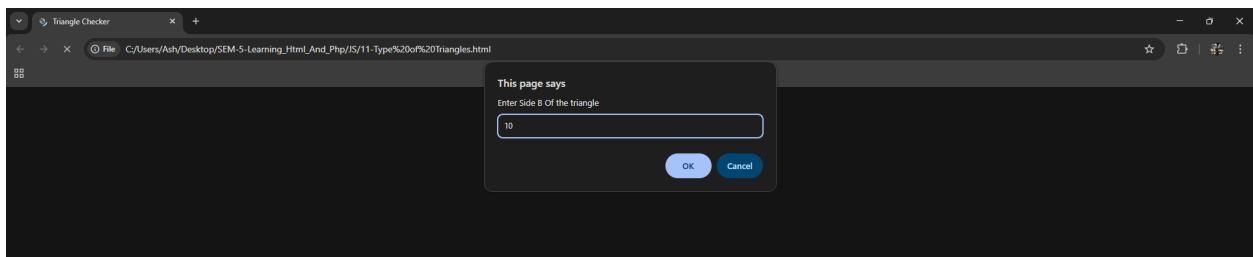 Triangle Checker
File C:/Users/Ash/Desktop/SEM-5-Learning_Html_And_Php/JS/11-Type%20of%20Triangles.html
This page says
Enter Side B Of the triangle
10
OK Cancel